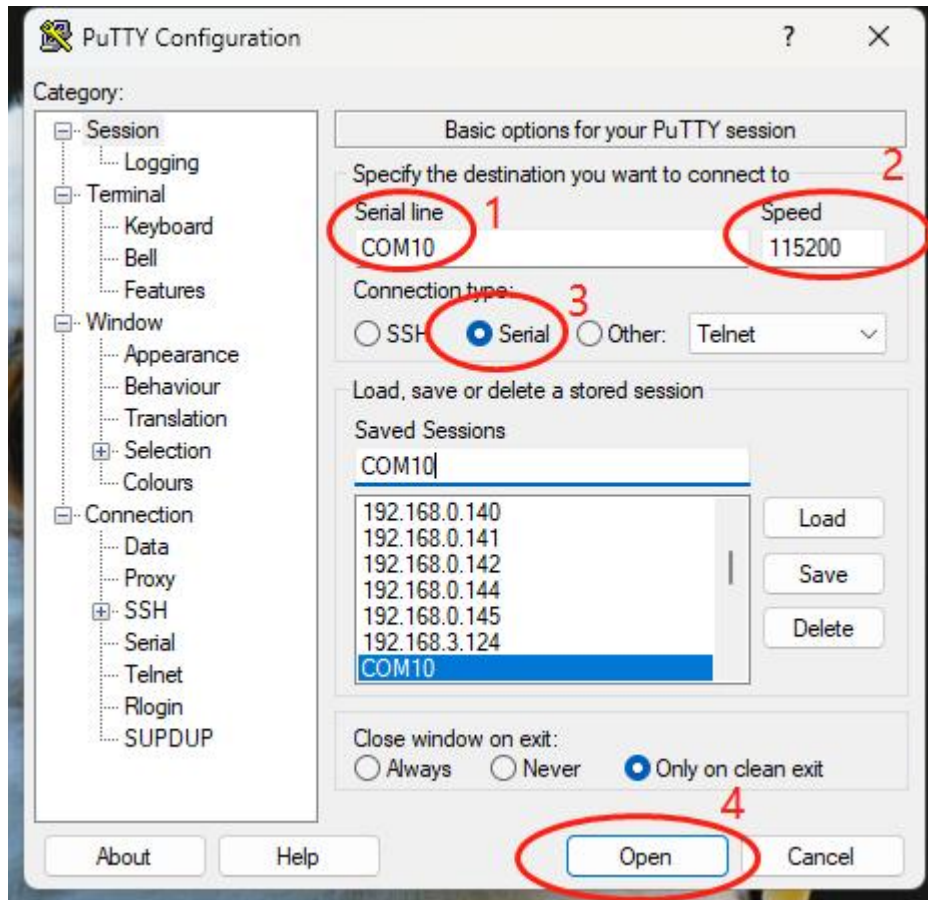 PuTTY Configuration ? ×
Category:
Session
Logging
Terminal
Keyboard
Bell
Features
Window
Appearance
Behaviour
Translation
Selection
Colours
Connection
Data
Proxy
SSH
Serial
Telnet
Rlogin
SUPDUP
Basic options for your PuTTY session
Specify the destination you want to connect to
2
Serial line 1 Speed
COM10 115200
Connection type: 3
SSH Serial Other: Telnet
Load, save or delete a stored session
Saved Sessions
COM10
192.168.0.140
192.168.0.141
192.168.0.142
192.168.0.144
192.168.0.145
192.168.3.124
COM10
Load
Save
Delete
Close window on exit:
Always Never Only on clean exit
4
About Help Open Cancel